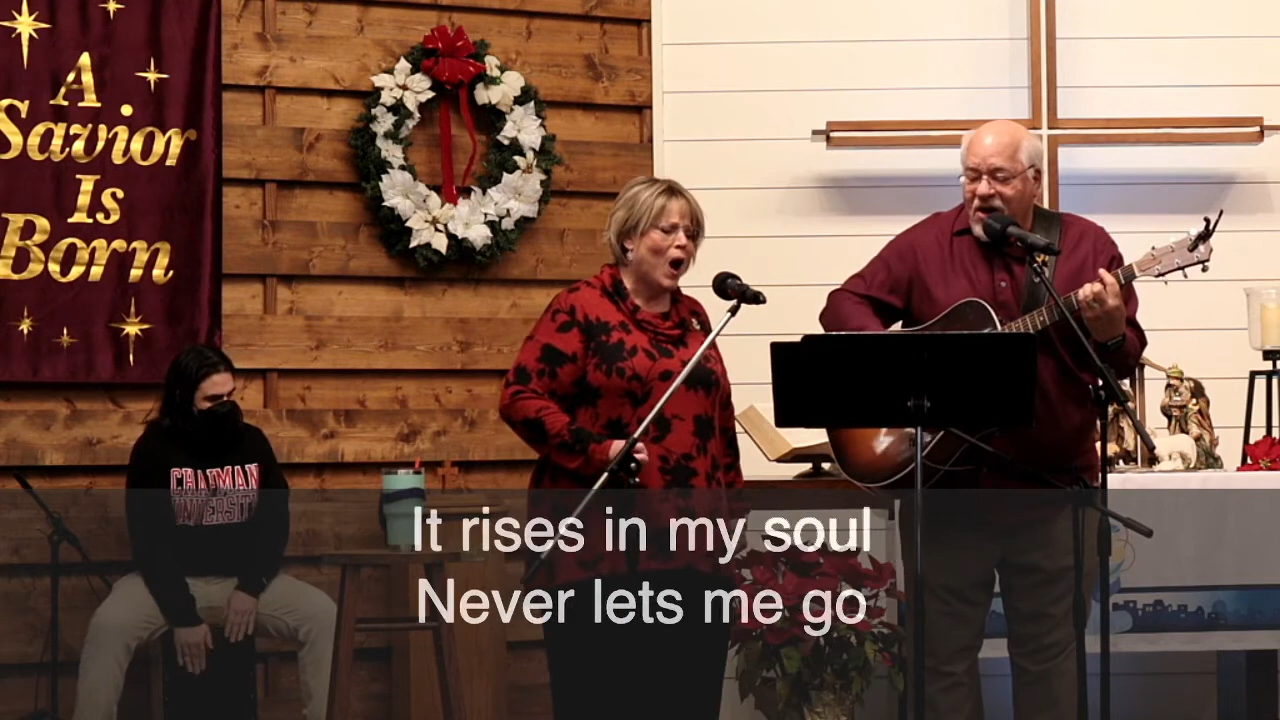 A
Savior
Is
Born
CHAPMAN
UNIVERSITY
It rises in my soul
Never lets me go